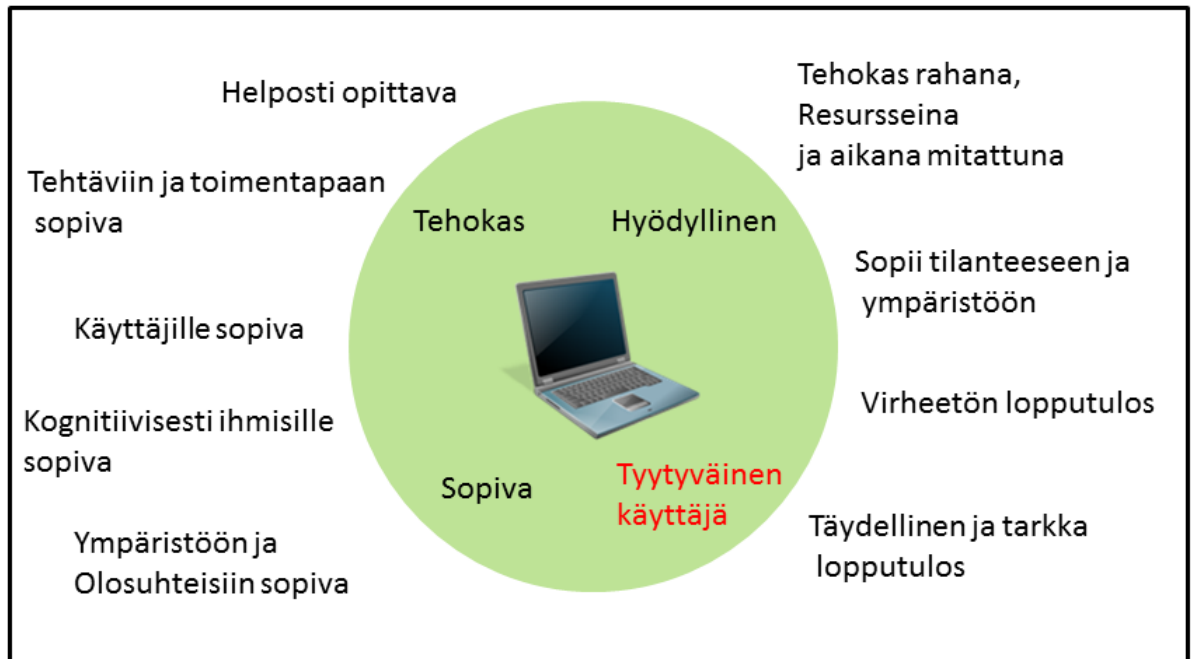 Helposti opittava
Tehokas rahana,
Resursseina
ja aikana mitattuna
Tehtäviin ja toimentapaan
sopiva
Tehokas
Hyödyllinen
Sopii tilanteeseen ja
ympäristöön
Käyttäjille sopiva
Virheetön lopputulos
Kognitiivisesti ihmisille
sopiva
Sopiva
Tyytyväinen
käyttäjä
Täydellinen ja tarkka
lopputulos
Ympäristöön ja
Olosuhteisiin sopiva